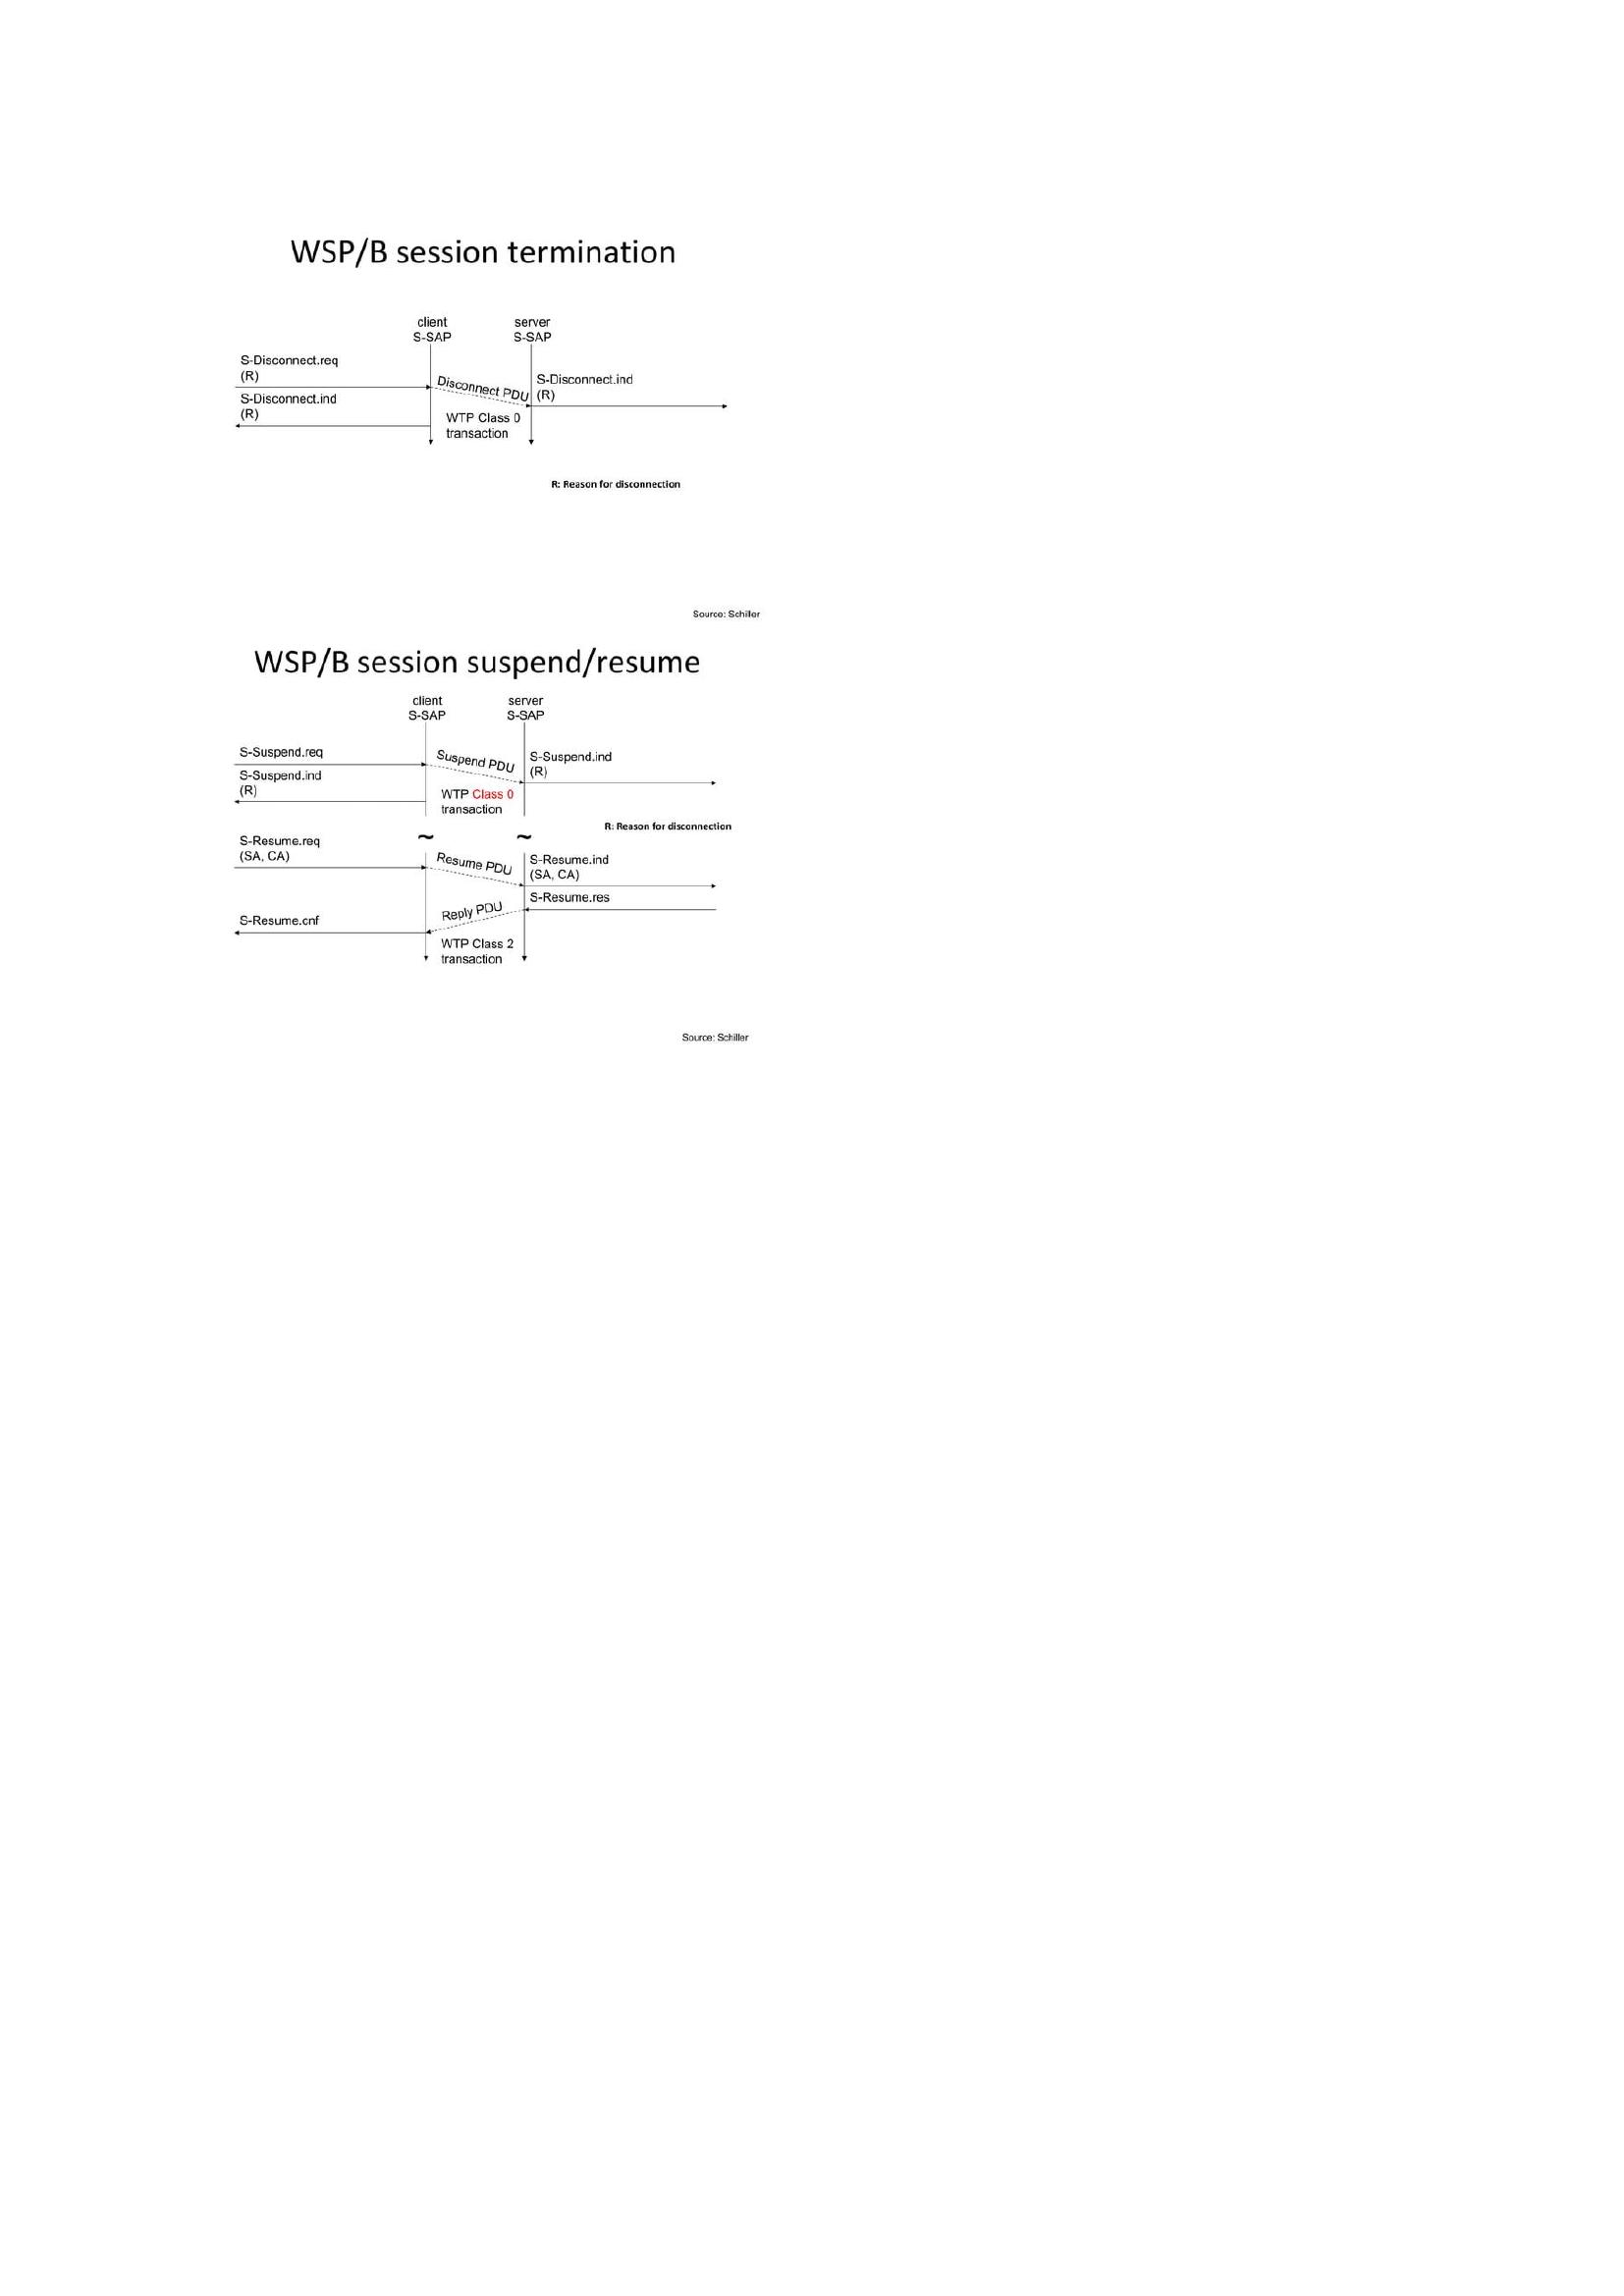 WSP/B session termination
client
S-SAP
server
S-SAP
S-Disconnect.req
(R)
Disconnect PDU
S-Disconnect.ind
(R)
S-Disconnect.ind
(R)
WTP Class 0
transaction
R: Reason for disconnection
Source: Schiller
WSP/B session suspend/resume
client
S-SAP
server
S-SAP
S-Suspend.req
Suspend PDU
S-Suspend.ind
(R)
S-Suspend.ind
(R)
WTP Class 0
transaction
R: Reason for disconnection
~ ~
S-Resume.req
(SA, CA)
Resume PDU
S-Resume.ind
(SA, CA)
S-Resume.res
Reply PDU
S-Resume.cnf
WTP Class 2
transaction
Source: Schiller